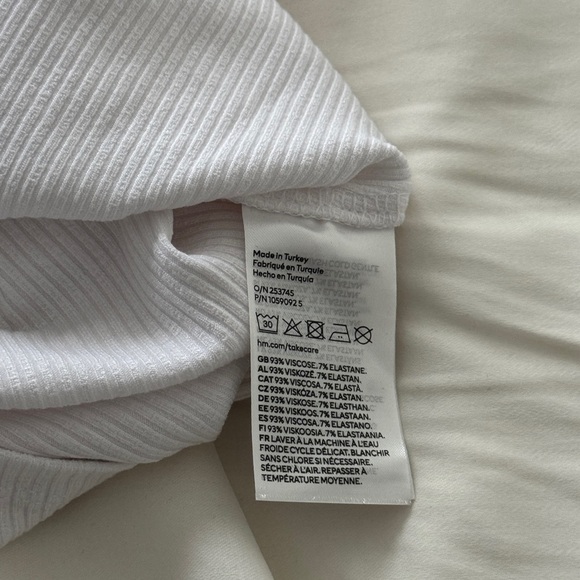 Made in Turkey
Fabriqué en Turquie
Hecho en Turquía
O/N 253745
P/N 1059092 5
30
hm.com/takecare
GB 93% VISCOSE. 7% ELASTANE.
AL 93% VISKOZË. 7% ELASTAN.
CAT 93% VISCOSA. 7% ELASTÀ.
CZ 93% VISKÓZA. 7% ELASTAN.
DE 93% VISKOSE. 7% ELASTHAN.
EE 93% VISKOOS. 7% ELASTAAN.
ES 93% VISCOSA. 7% ELASTANO.
FI 93% VISKOOSIA. 7% ELASTAANIA.
FR LAVER À LA MACHINE À L'EAU
FROIDE CYCLE DÉLICAT. BLANCHIR
SANS CHLORE SI NÉCESSAIRE.
SÉCHER À L'AIR. REPASSER À
TEMPÉRATURE MOYENNE.